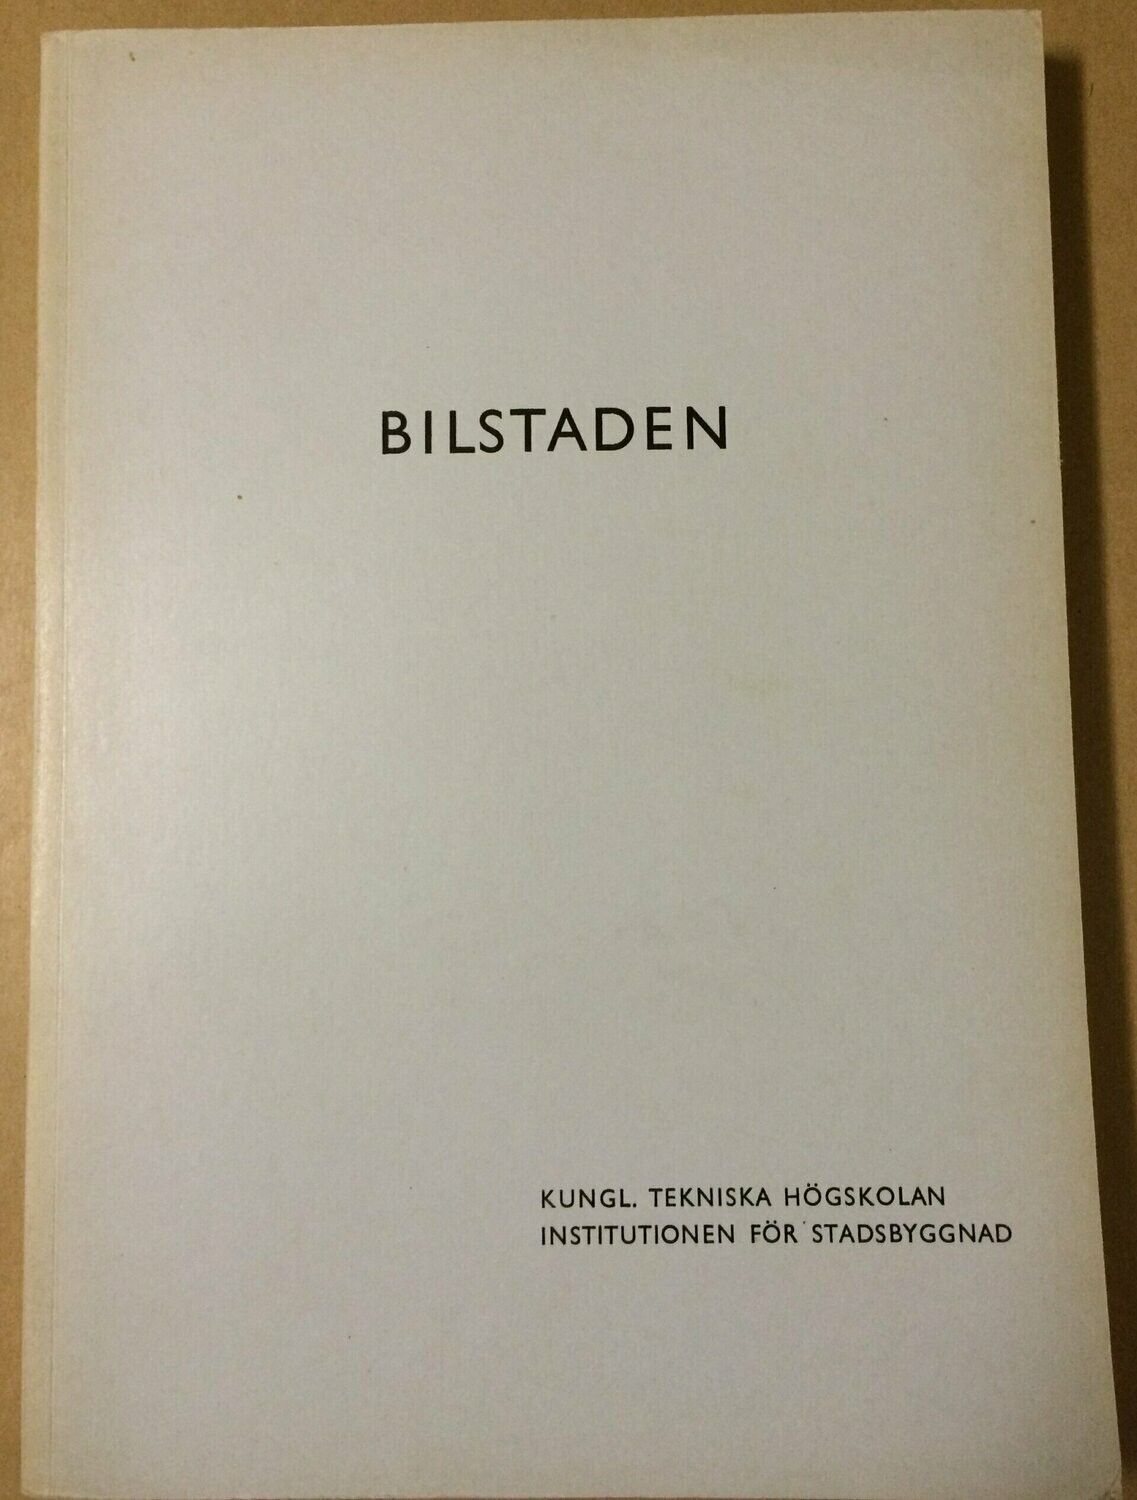 BILSTADEN
KUNGL. TEKNISKA HÖGSKOLAN
INSTITUTIONEN FÖR STADSBYGGNAD